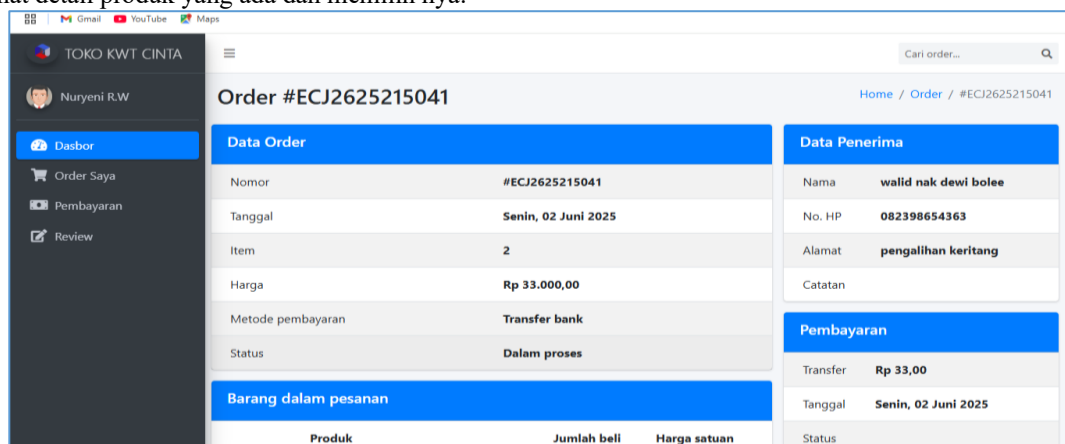 Gmail YouTube Maps
TOKO KWT CINTA
Cari order...
Nuryeni R.W
Order #ECJ2625215041
Home / Order / #ECJ2625215041
Dasbor
Order Saya
Pembayaran
Review
Data Order
Nomor #ECJ2625215041
Tanggal Senin, 02 Juni 2025
Item 2
Harga Rp 33.000,00
Metode pembayaran Transfer bank
Status Dalam proses
Barang dalam pesanan
Produk Jumlah beli Harga satuan
Data Penerima
Nama walid nak dewi bolee
No. HP 082398654363
Alamat pengalihan keritang
Catatan
Pembayaran
Transfer Rp 33,00
Tanggal Senin, 02 Juni 2025
Status